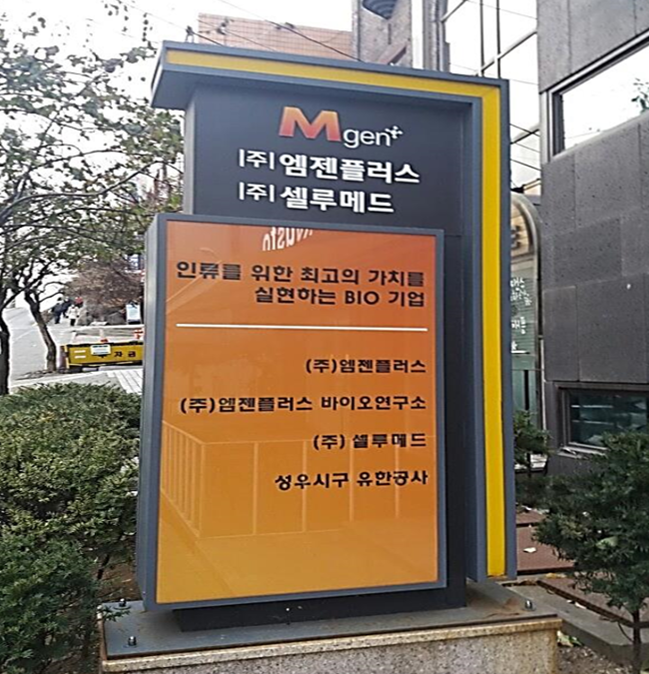 Mgen+
(주) 엠젠플러스
(주) 셀루메드
인류를 위한 최고의 가치를
실현하는 BIO 기업
(주)엠젠플러스
(주)엠젠플러스 바이오연구소
(주) 셀루메드
성우시구 유한공사